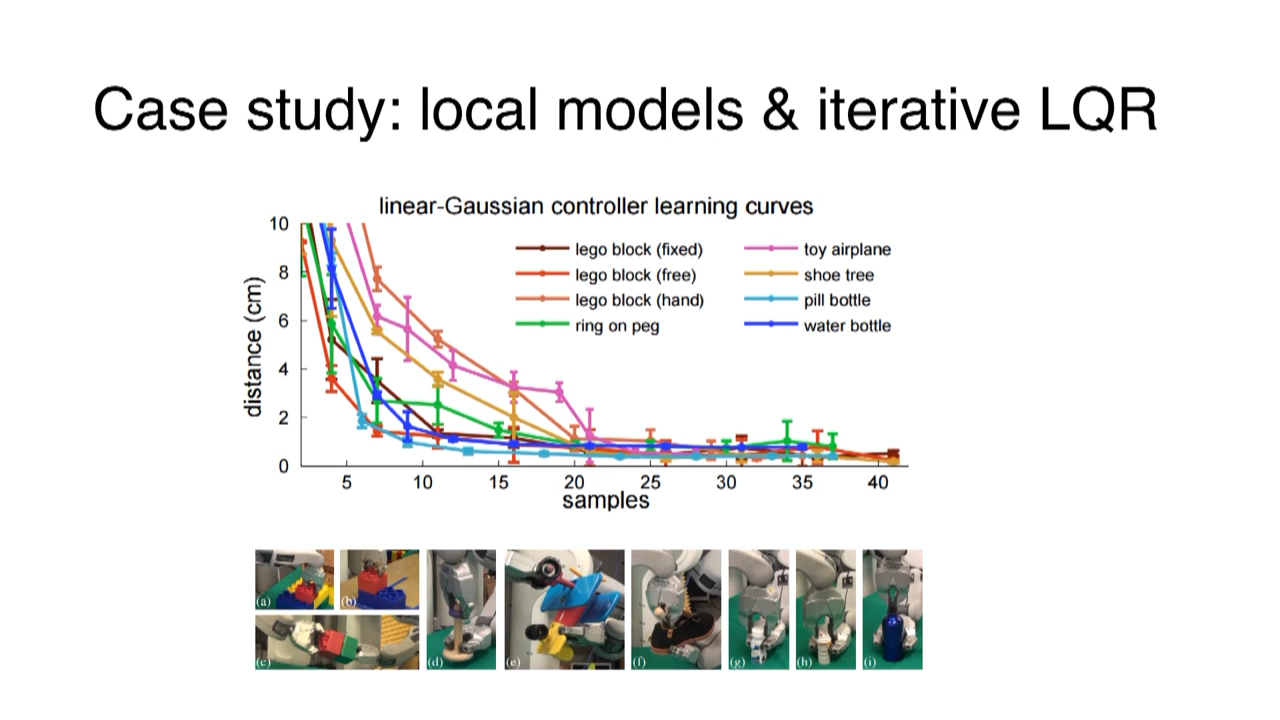 Case study: local models & iterative LQR
linear-Gaussian controller learning curves
10
8
6
4
2
0
distance (cm)
lego block (fixed)
lego block (free)
lego block (hand)
ring on peg
toy airplane
shoe tree
pill bottle
water bottle
5 10 15 20 25 30 35 40
samples
(a) (b)
(c) (d) (e) (f) (g) (h) (i)